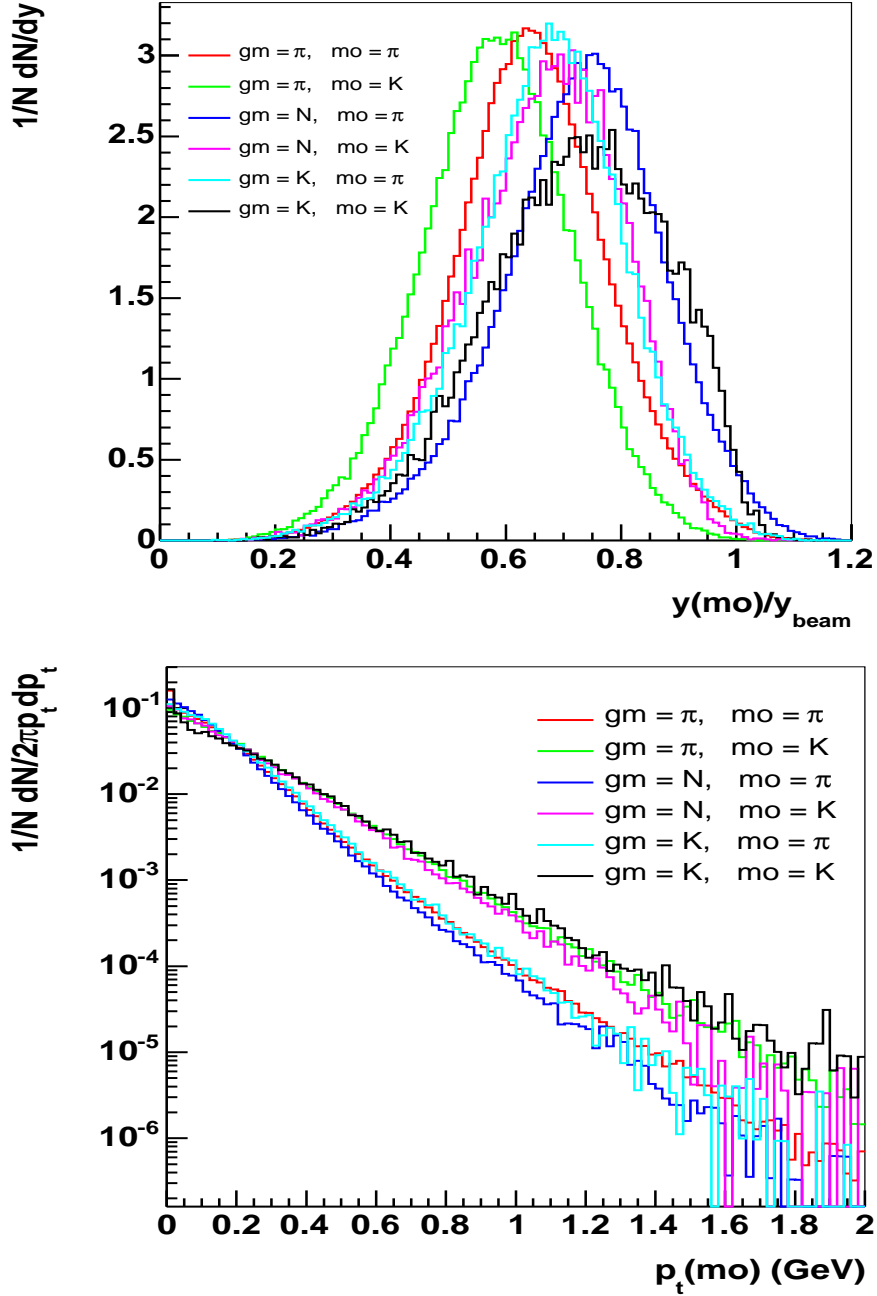 1/N dN/dy
3
2.5
2
1.5
1
0.5
0
gm = π, mo = π
gm = π, mo = K
gm = N, mo = π
gm = N, mo = K
gm = K, mo = π
gm = K, mo = K
0 0.2 0.4 0.6 0.8 1 1.2
y(mo)/y_beam
1/N dN/2πp_t dp_t
10^-1
10^-2
10^-3
10^-4
10^-5
10^-6
gm = π, mo = π
gm = π, mo = K
gm = N, mo = π
gm = N, mo = K
gm = K, mo = π
gm = K, mo = K
0 0.2 0.4 0.6 0.8 1 1.2 1.4 1.6 1.8 2
p_t(mo) (GeV)